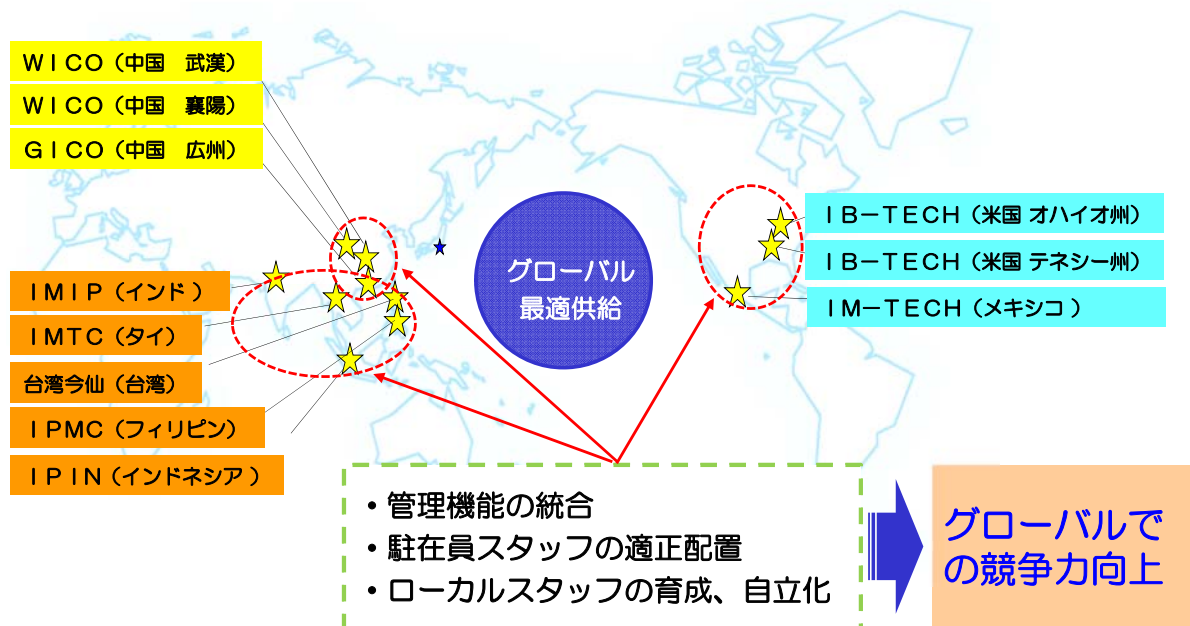 ＷＩＣＯ（中国　武漢）
ＷＩＣＯ（中国　襄陽）
ＧＩＣＯ（中国　広州）
ＩＭＩＰ（インド）
ＩＭＴＣ（タイ）
台湾今仙（台湾）
ＩＰＭＣ（フィリピン）
ＩＰＩＮ（インドネシア）
グローバル
最適供給
ＩＢ－ＴＥＣＨ（米国 オハイオ州）
ＩＢ－ＴＥＣＨ（米国 テネシー州）
ＩＭ－ＴＥＣＨ（メキシコ）
・管理機能の統合
・駐在員スタッフの適正配置
・ローカルスタッフの育成、自立化
グローバルで
の競争力向上